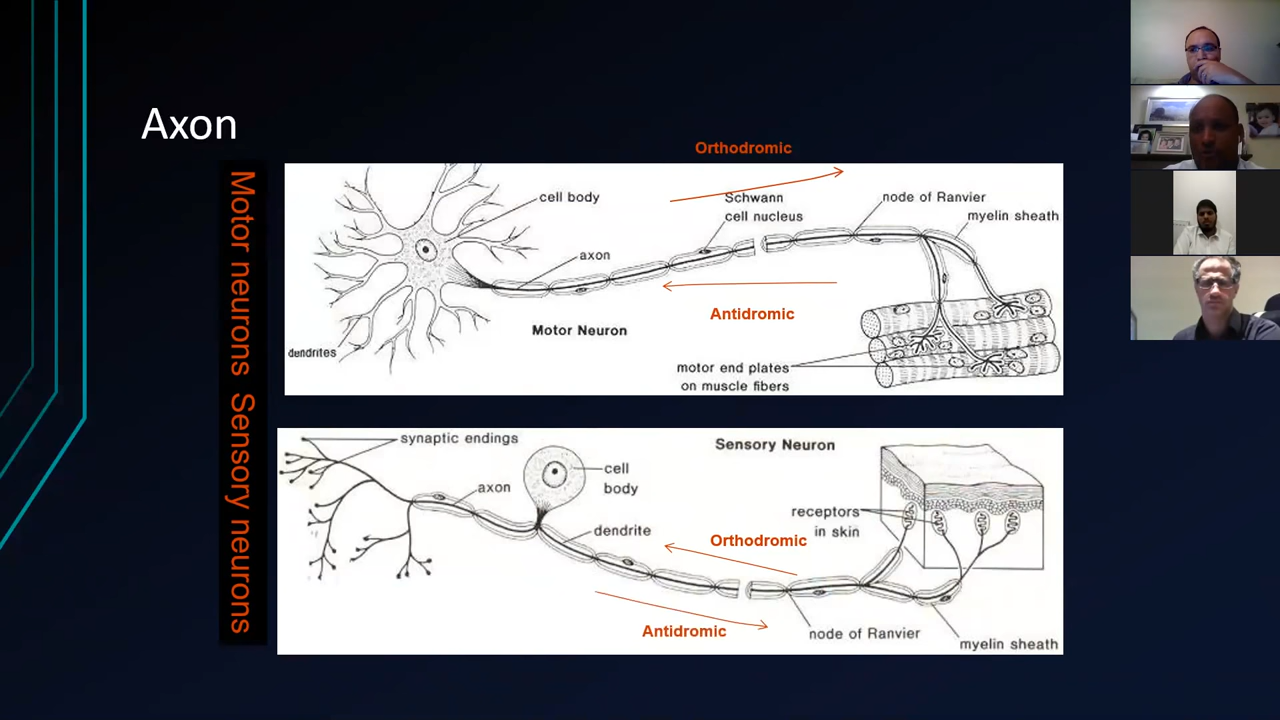 Axon
Motor neurons Sensory neurons
Orthodromic
cell body
Schwann
cell nucleus
node of Ranvier
myelin sheath
axon
Antidromic
Motor Neuron
dendrites
motor end plates
on muscle fibers
synaptic endings
Sensory Neuron
cell
body
axon
receptors
in skin
dendrite
Orthodromic
Antidromic
node of Ranvier
myelin sheath